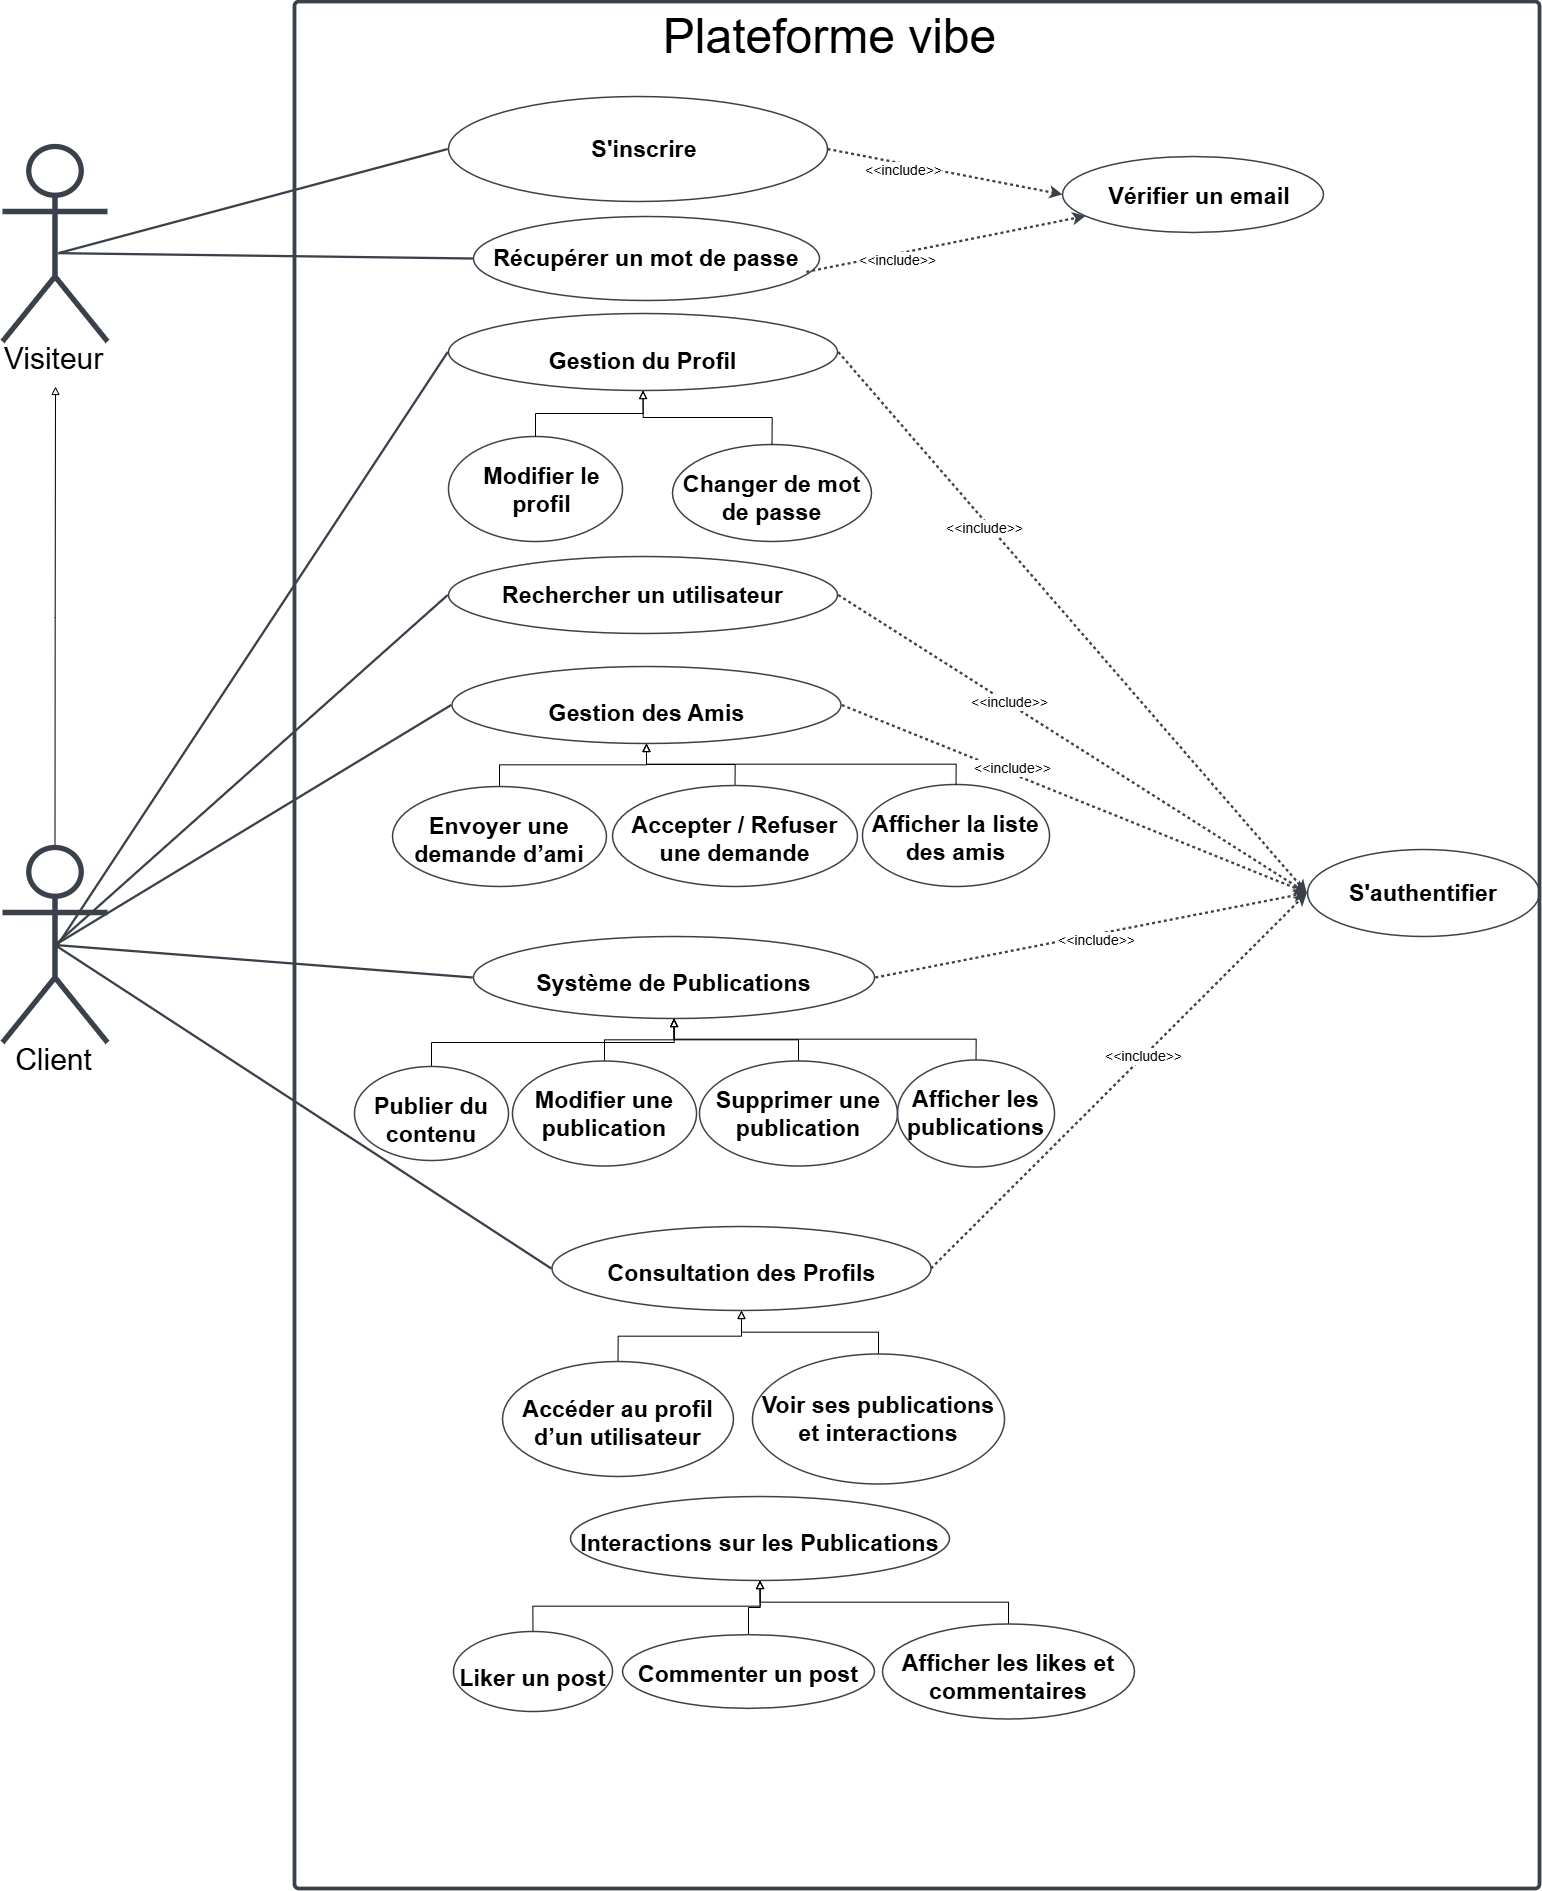 Plateforme vibe
S'inscrire
<<include>>
Vérifier un email
Récupérer un mot de passe
<<include>>
Visiteur
Gestion du Profil
Modifier le
profil
Changer de mot
de passe
<<include>>
Rechercher un utilisateur
<<include>>
Gestion des Amis
<<include>>
Envoyer une
demande d’ami
Accepter / Refuser
une demande
Afficher la liste
des amis
S'authentifier
<<include>>
Système de Publications
Client
<<include>>
Publier du
contenu
Modifier une
publication
Supprimer une
publication
Afficher les
publications
Consultation des Profils
Accéder au profil
d’un utilisateur
Voir ses publications
et interactions
Interactions sur les Publications
Liker un post
Commenter un post
Afficher les likes et
commentaires